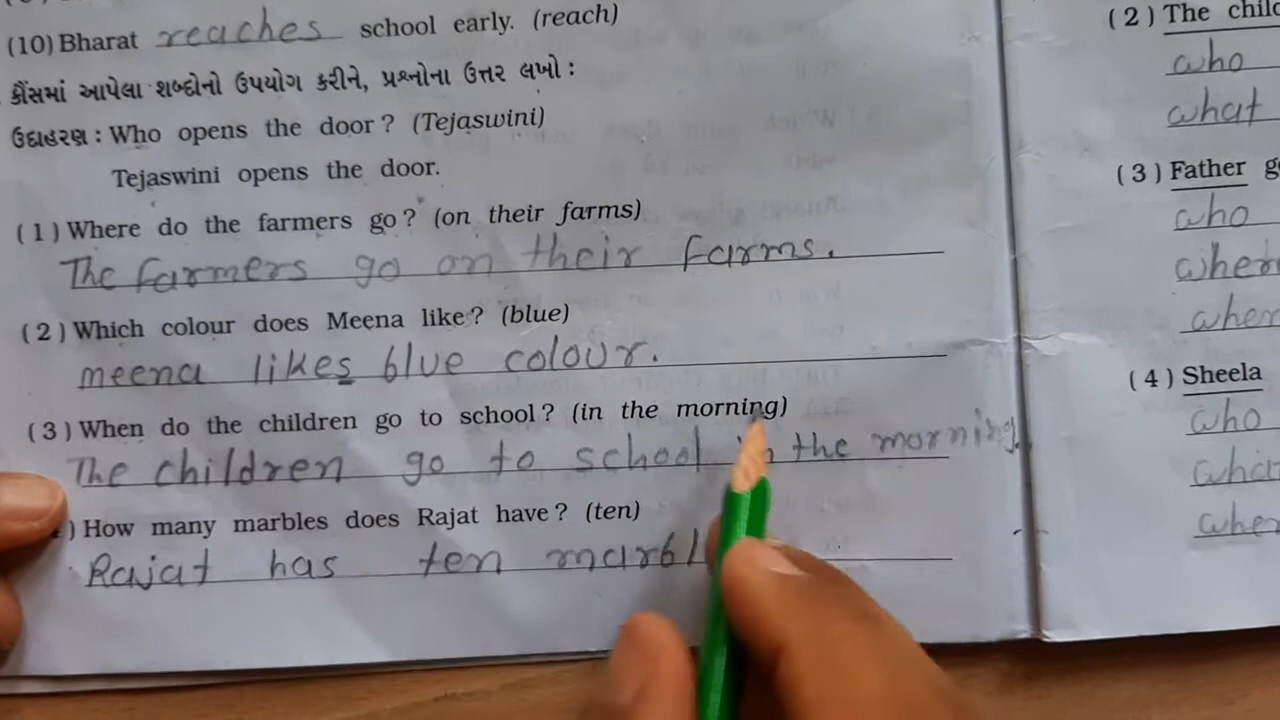 (10) Bharat reaches school early. (reach)
કૌંસમાં આપેલા શબ્દોનો ઉપયોગ કરીને, પ્રશ્નોના ઉત્તર લખો :
ઉદાહરણ : Who opens the door? (Tejaswini)
Tejaswini opens the door.
(1) Where do the farmers go? (on their farms)
The farmers go on their farms.
(2) Which colour does Meena like? (blue)
meena likes blue colour.
(3) When do the children go to school? (in the morning)
The children go to school in the morning
) How many marbles does Rajat have? (ten)
Rajat has ten marbl
(2) The
who
what
(3) Father
who
(4) Sheela
who